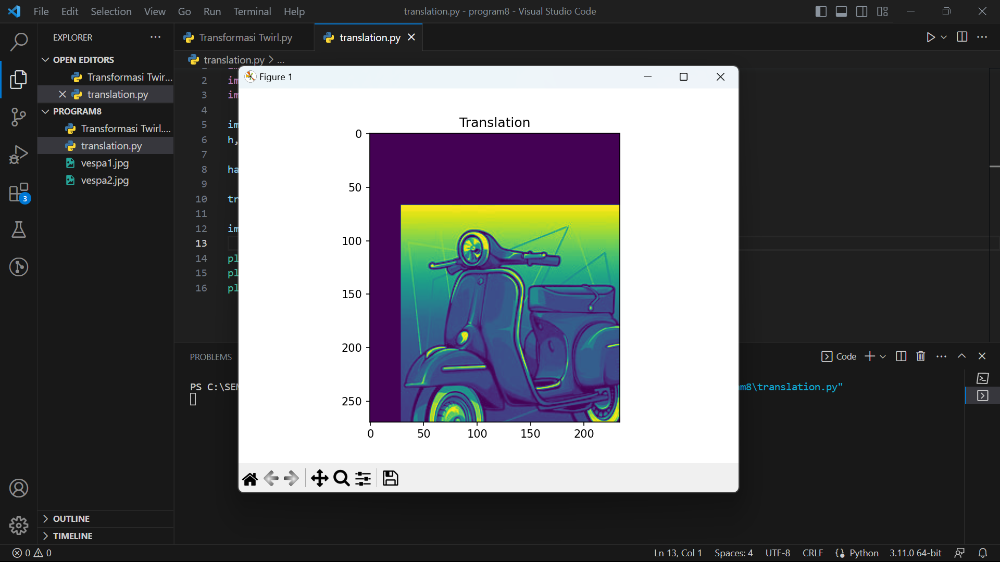 File Edit Selection View Go Run Terminal Help
translation.py - program8 - Visual Studio Code
EXPLORER
OPEN EDITORS
Transformasi Twir...
translation.py
PROGRAM8
Transformasi Twirl....
translation.py
vespa1.jpg
vespa2.jpg
OUTLINE
TIMELINE
3
Transformasi Twirl.py
translation.py
translation.py > ...
2 im
3 im
4
5 im
6 h,
7
8 ha
9
10 tr
11
12 im
13
14 pl
15 pl
16 pl
Figure 1
Translation
0
50
100
150
200
250
0 50 100 150 200
PROBLEMS
Code
PS C:\SEM
m8\translation.py"
0 0
Ln 13, Col 1 Spaces: 4 UTF-8 CRLF Python 3.11.0 64-bit